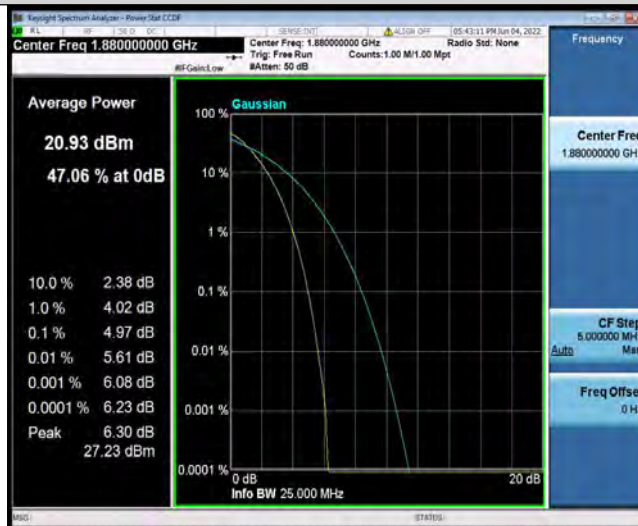 Keysight Spectrum Analyzer - Power Stat CCDF
RL RF 50 Ω DC SENSE:INT ALIGN OFF 05:43:11 PM Jun 04, 2022
Center Freq 1.880000000 GHz
Center Freq: 1.880000000 GHz Radio Std: None
Trig: Free Run Counts:1.00 M/1.00 Mpt
#IFGain:Low #Atten: 50 dB
Frequency
Average Power
20.93 dBm
47.06 % at 0dB
10.0 % 2.38 dB
1.0 % 4.02 dB
0.1 % 4.97 dB
0.01 % 5.61 dB
0.001 % 6.08 dB
0.0001 % 6.23 dB
Peak 6.30 dB
27.23 dBm
Gaussian
100 %
10 %
1 %
0.1 %
0.01 %
0.001 %
0.0001 %
0 dB 20 dB
Info BW 25.000 MHz
Center Freq
1.880000000 GH
CF Step
5.000000 MH
Auto Man
Freq Offse
0 H
MSG STATUS